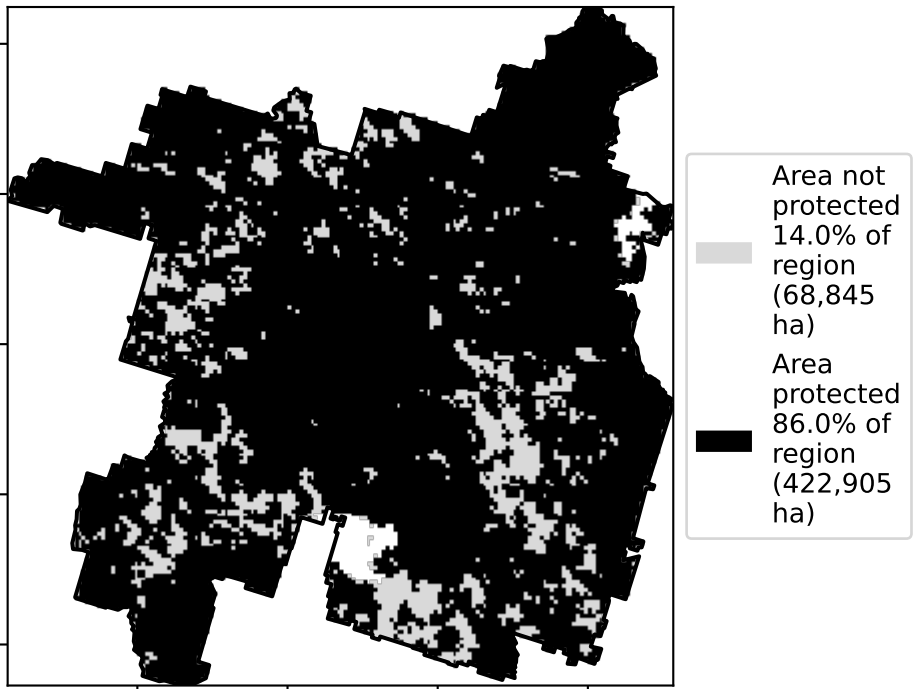 Area not
protected
14.0% of
region
(68,845
ha)
Area
protected
86.0% of
region
(422,905
ha)